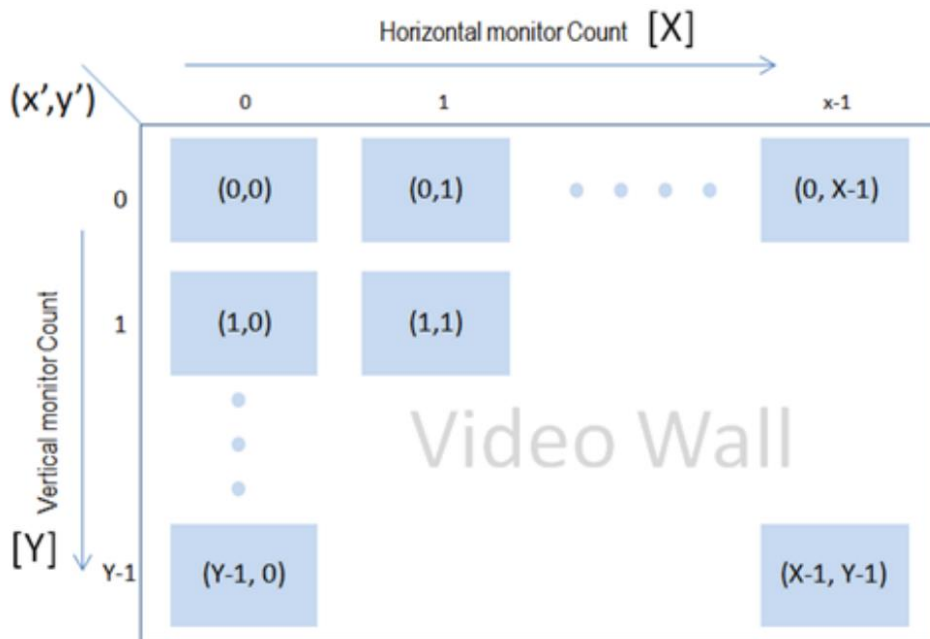 Horizontal monitor Count [X]
(x’,y’)
0 1 x-1
0 (0,0) (0,1) (0, X-1)
1 (1,0) (1,1)
Vertical monitor Count
Video Wall
[Y]
Y-1 (Y-1, 0) (X-1, Y-1)